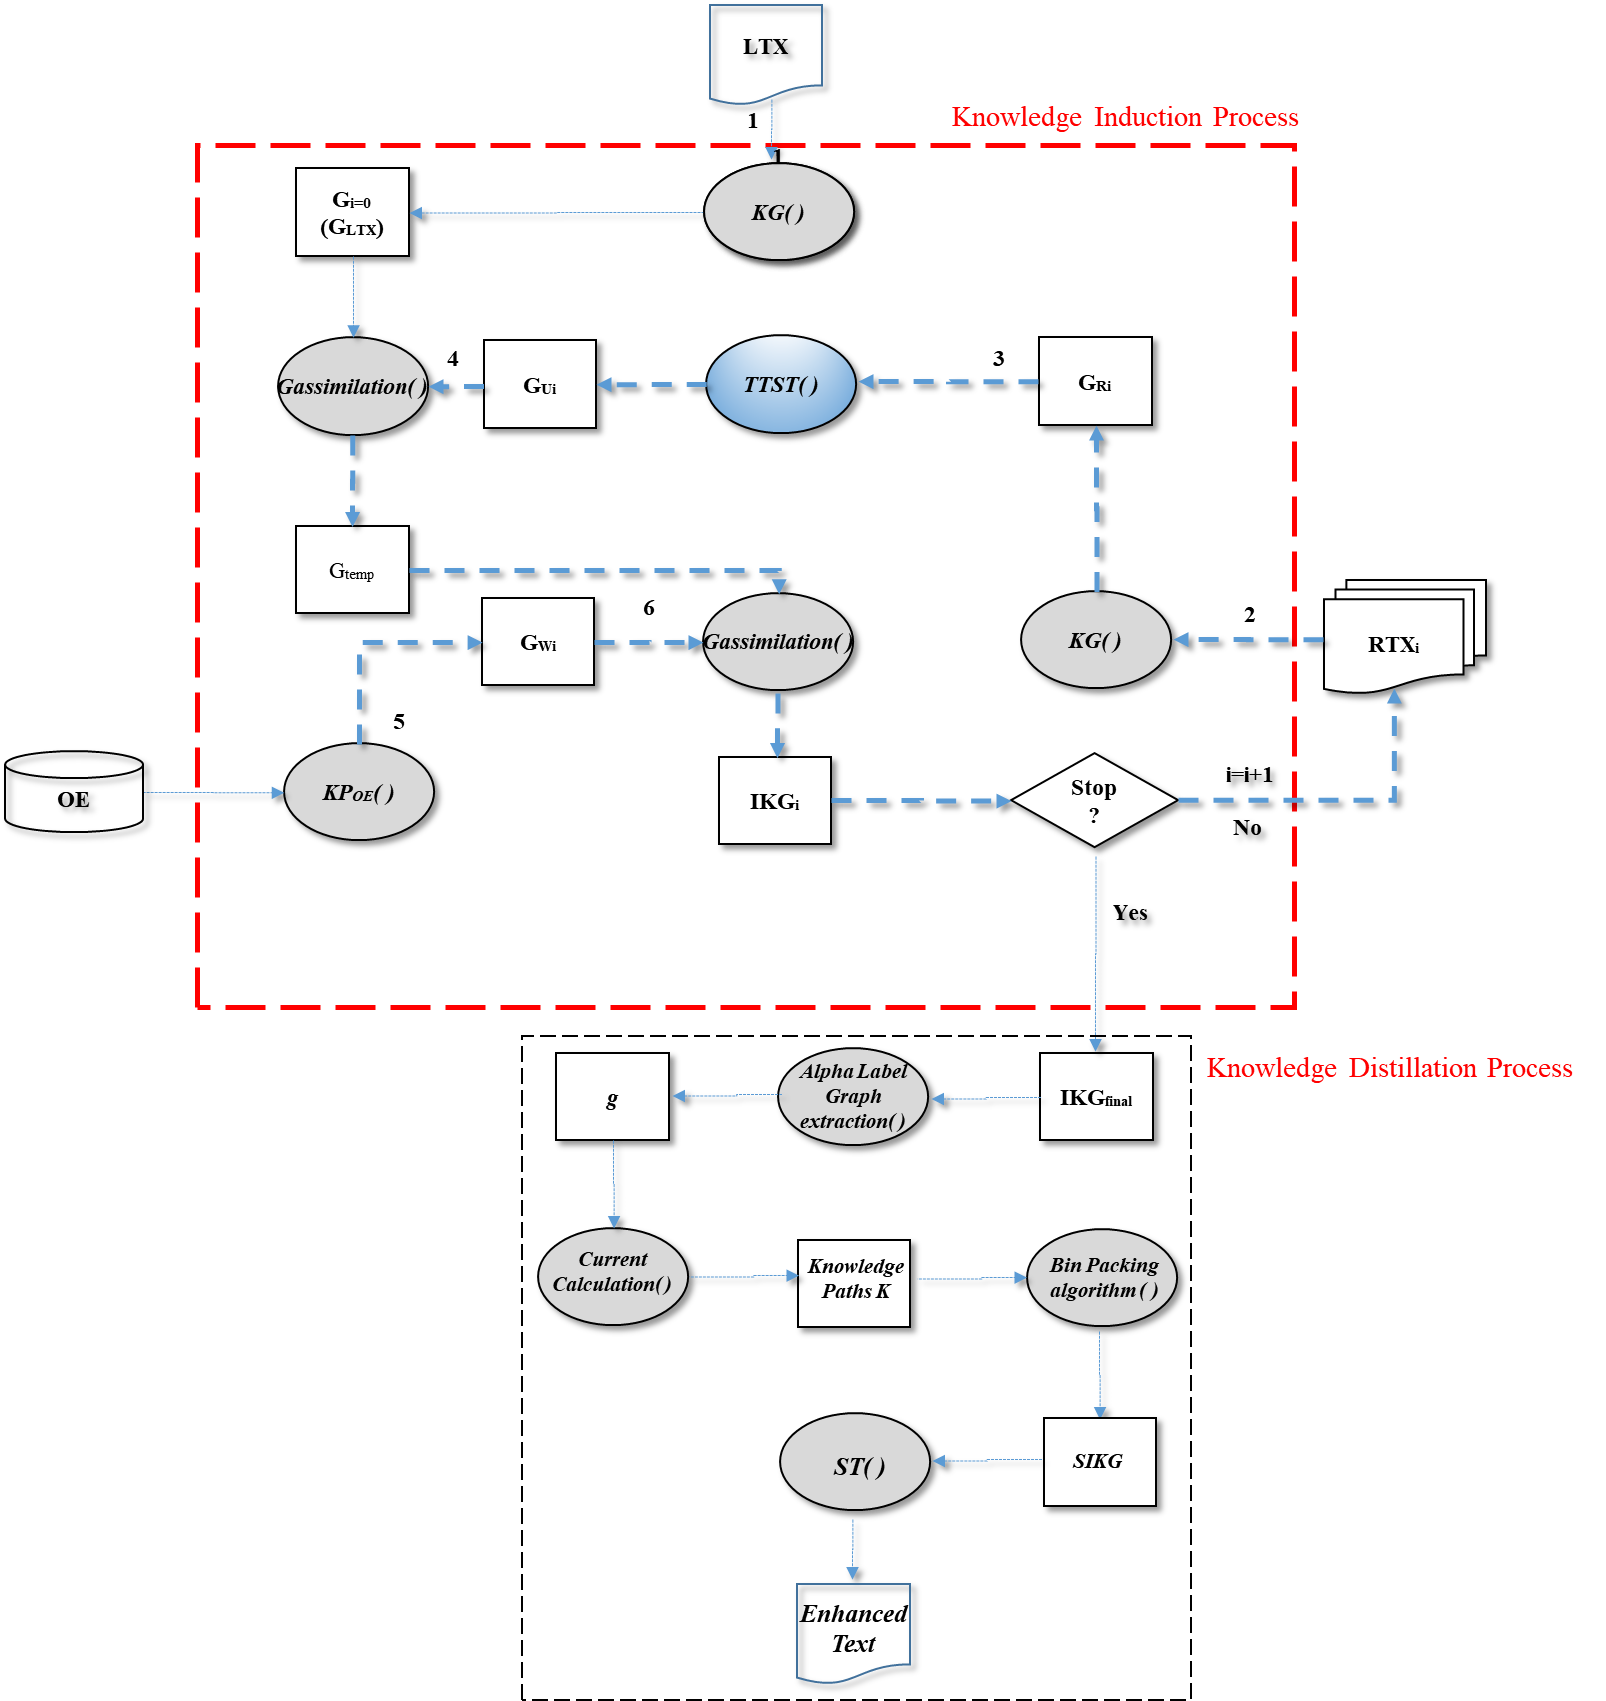 LTX
1
Knowledge Induction Process
1
KG( )
Gi=0
(GLTX)
Gassimilation( )
4
GUi
TTST( )
3
GRi
Gtemp
GWi
6
Gassimilation( )
KG( )
2
RTXi
5
OE
KPOE( )
IKGi
Stop
?
i=i+1
No
Yes
Knowledge Distillation Process
g
Alpha Label
Graph
extraction( )
IKGfinal
Current
Calculation( )
Knowledge
Paths K
Bin Packing
algorithm ( )
ST( )
SIKG
Enhanced
Text